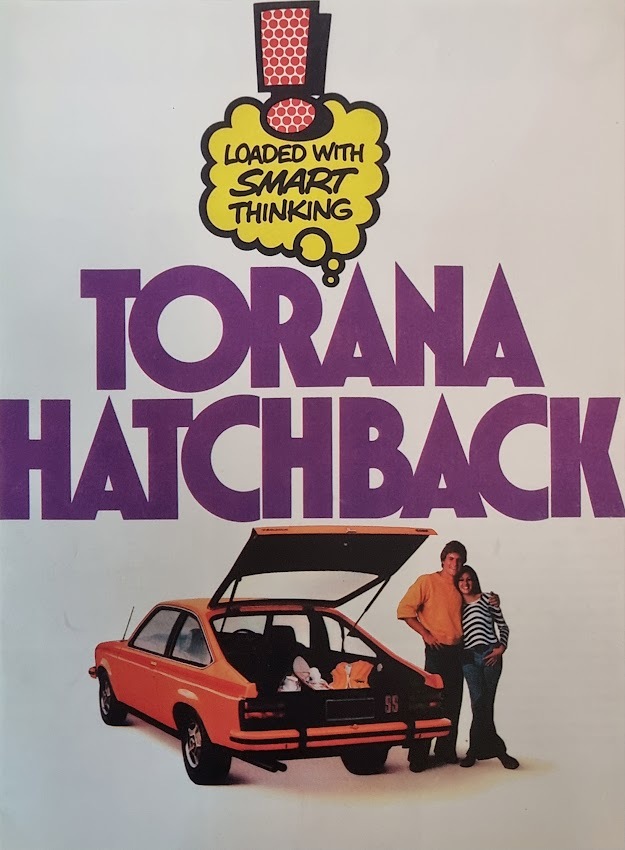 !
LOADED WITH
SMART
THINKING
TORANA
HATCHBACK
SS